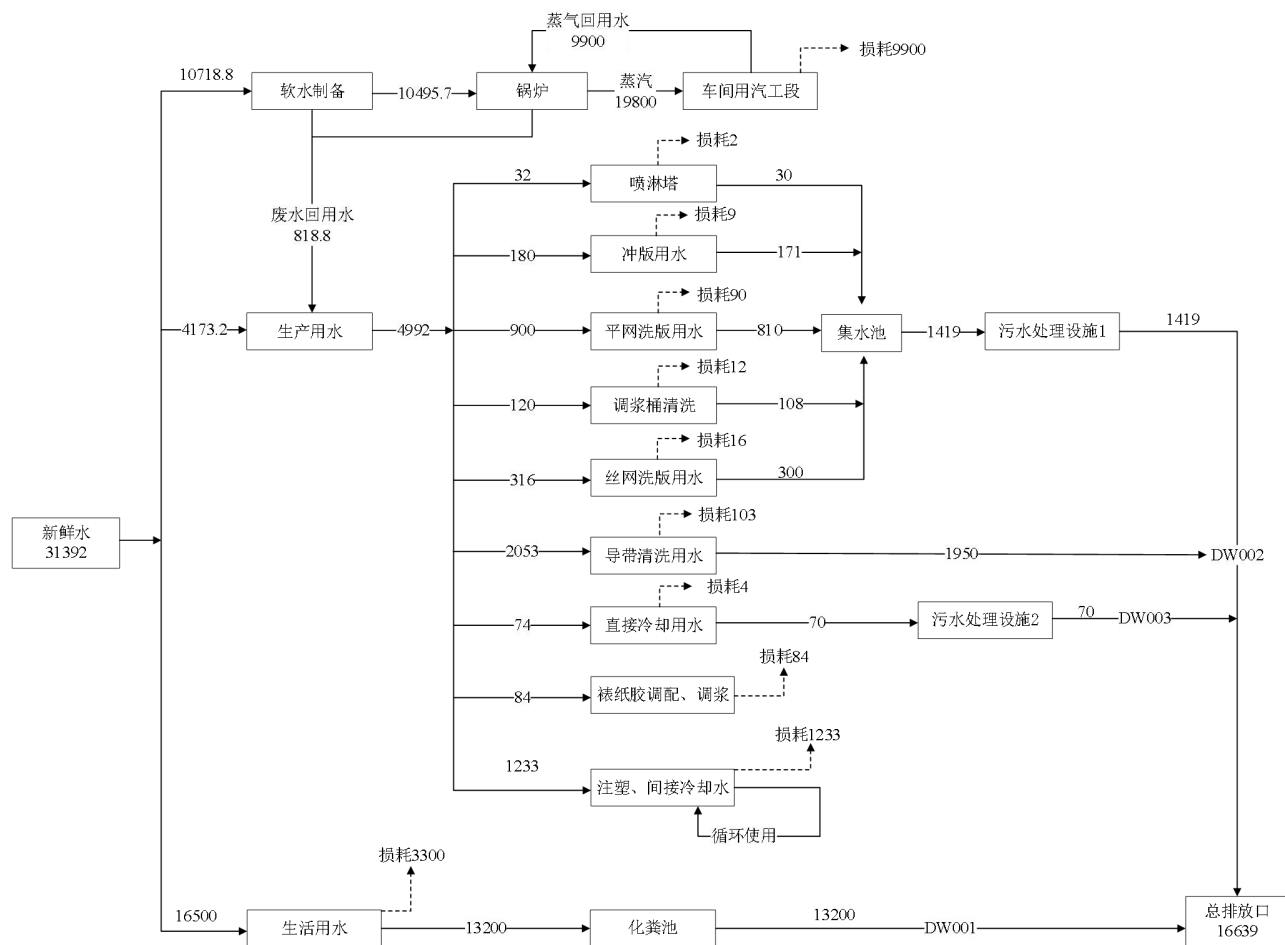 蒸气回用水
9900
损耗9900
10718.8
软水制备
10495.7
锅炉
蒸汽
19800
车间用汽工段
损耗2
32
喷淋塔
30
废水回用水
818.8
损耗9
180
冲版用水
171
损耗90
4173.2
生产用水
4992
900
平网洗版用水
810
集水池
1419
污水处理设施1
1419
损耗12
120
调浆桶清洗
108
损耗16
316
丝网洗版用水
300
新鲜水
31392
损耗103
2053
导带清洗用水
1950
DW002
损耗4
74
直接冷却用水
70
污水处理设施2
70
DW003
损耗84
84
裱纸胶调配、调浆
损耗1233
1233
注塑、间接冷却水
循环使用
损耗3300
16500
生活用水
13200
化粪池
13200
DW001
总排放口
16639